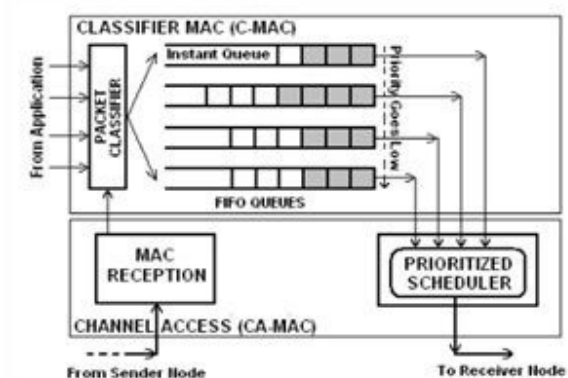 CLASSIFIER MAC (C-MAC)
Instant Queue
From Application
PACKET
CLASSIFIER
Priority Goes Low
FIFO QUEUES
MAC
RECEPTION
PRIORITIZED
SCHEDULER
CHANNEL ACCESS (CA-MAC)
From Sender Node
To Receiver Node